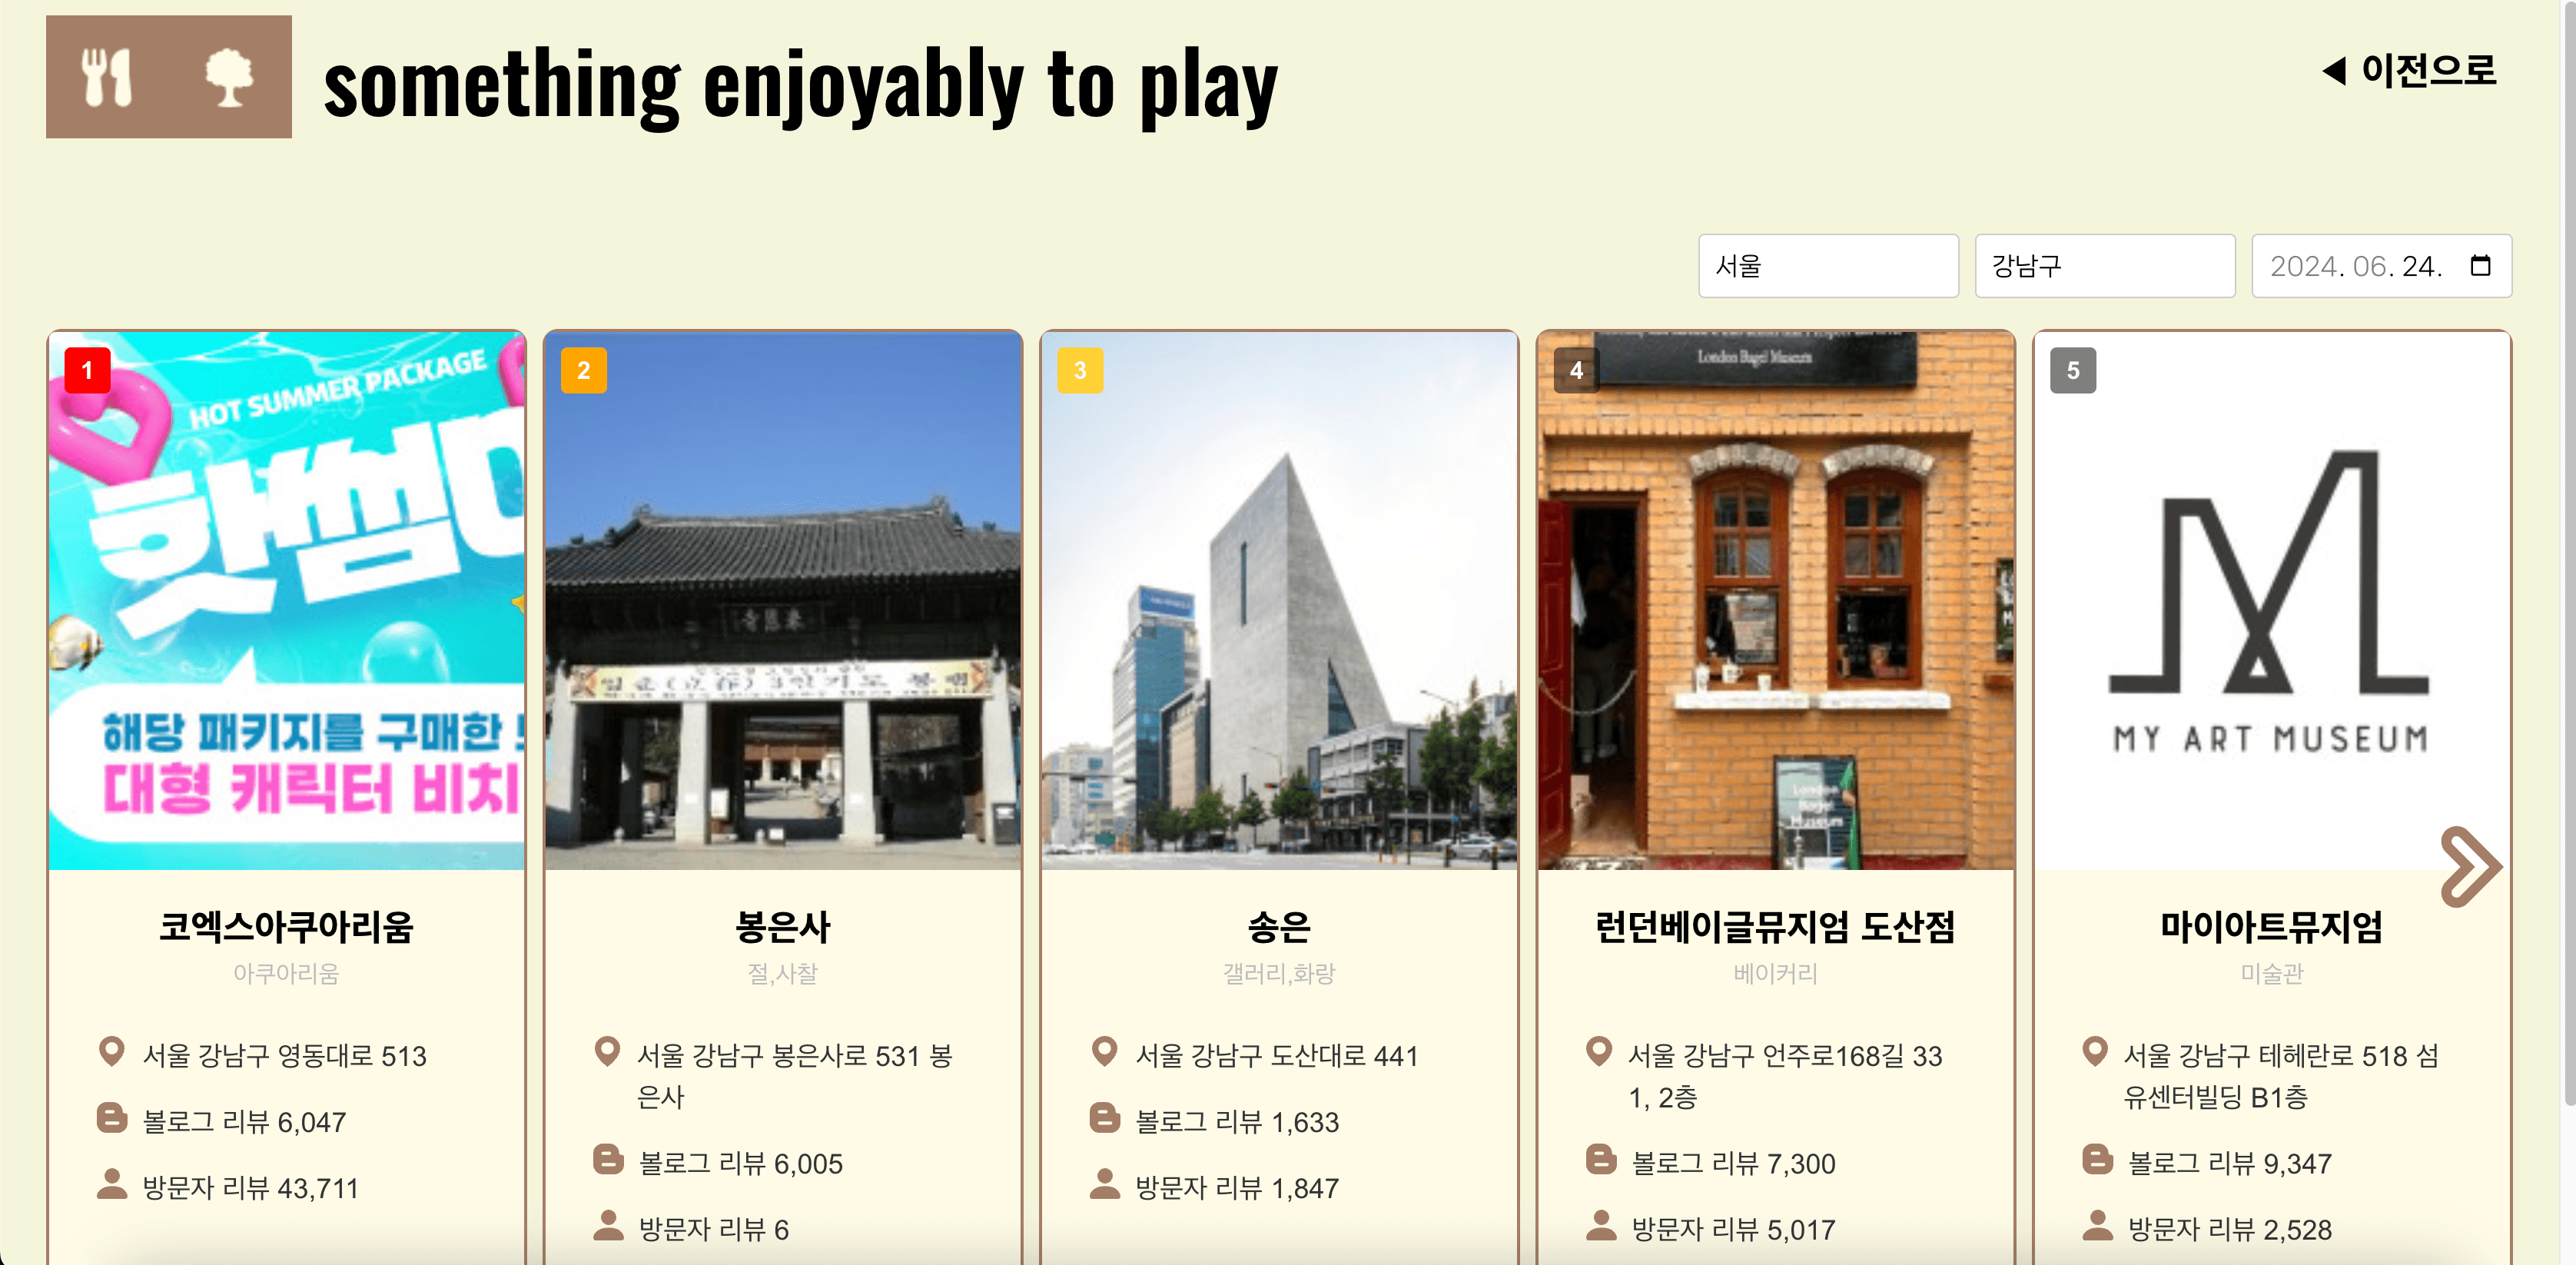 something enjoyably to play
◀ 이전으로
서울
강남구
2024. 06. 24.
1
HOT SUMMER PACKAGE
핫썸
해당 패키지를 구매한
대형 캐릭터 비치
코엑스아쿠아리움
아쿠아리움
서울 강남구 영동대로 513
볼로그 리뷰 6,047
방문자 리뷰 43,711
2
봉은사
절,사찰
서울 강남구 봉은사로 531 봉
은사
볼로그 리뷰 6,005
방문자 리뷰 6
3
송은
갤러리,화랑
서울 강남구 도산대로 441
볼로그 리뷰 1,633
방문자 리뷰 1,847
4
London Bagel Museum
London
Bagel
Museum
런던베이글뮤지엄 도산점
베이커리
서울 강남구 언주로168길 33
1, 2층
볼로그 리뷰 7,300
방문자 리뷰 5,017
5
MY ART MUSEUM
마이아트뮤지엄
미술관
서울 강남구 테헤란로 518 섬
유센터빌딩 B1층
볼로그 리뷰 9,347
방문자 리뷰 2,528